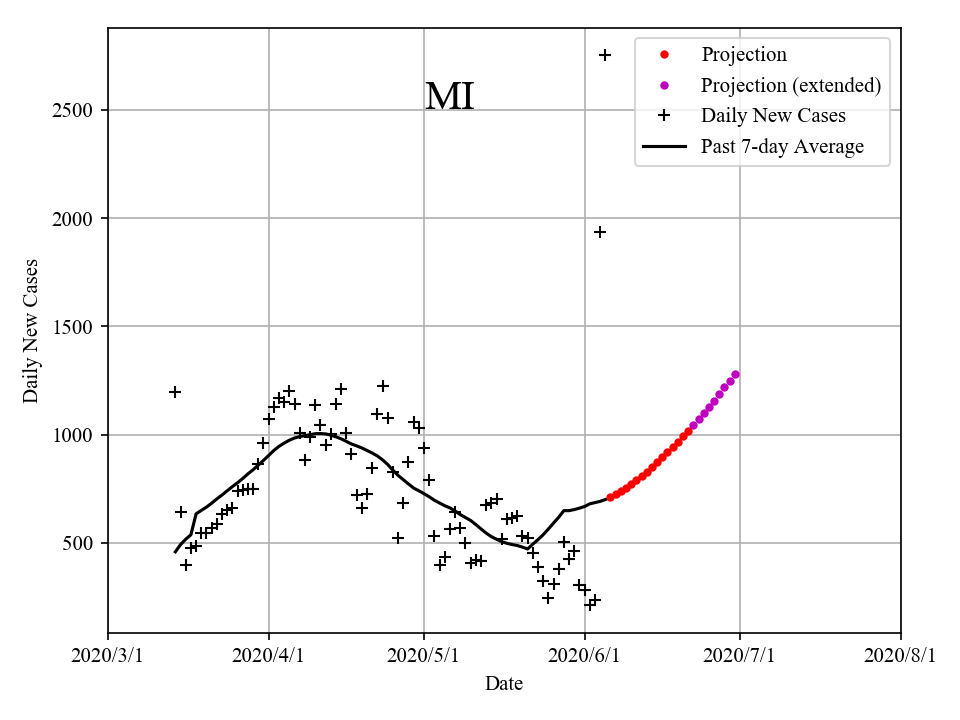 MI
Projection
Projection (extended)
Daily New Cases
Past 7-day Average
Daily New Cases
2500
2000
1500
1000
500
2020/3/1 2020/4/1 2020/5/1 2020/6/1 2020/7/1 2020/8/1
Date